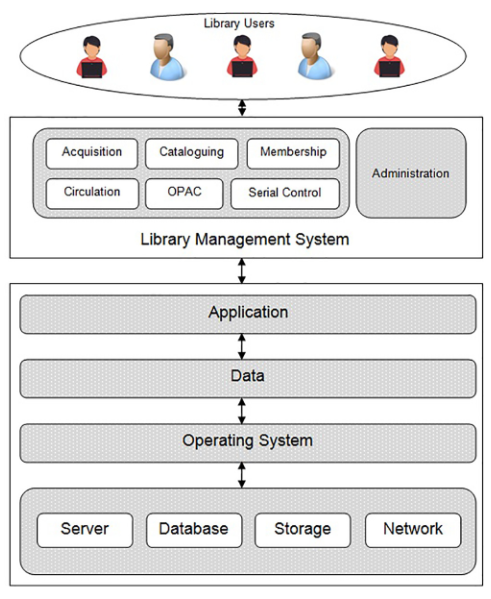 Library Users
Acquisition
Cataloguing
Membership
Administration
Circulation
OPAC
Serial Control
Library Management System
Application
Data
Operating System
Server
Database
Storage
Network